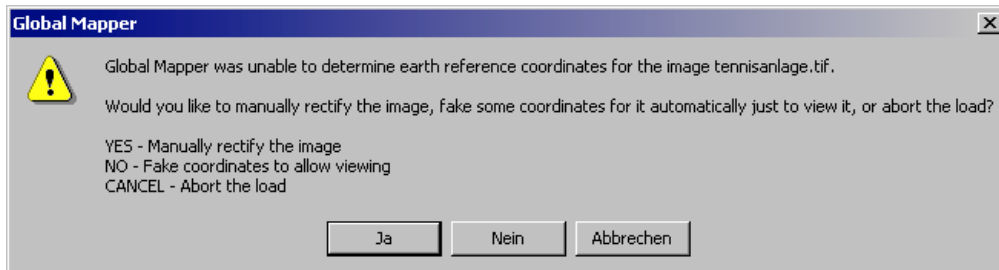 Global Mapper
Global Mapper was unable to determine earth reference coordinates for the image tennisanlage.tif.
Would you like to manually rectify the image, fake some coordinates for it automatically just to view it, or abort the load?
YES - Manually rectify the image
NO - Fake coordinates to allow viewing
CANCEL - Abort the load
Ja Nein Abbrechen